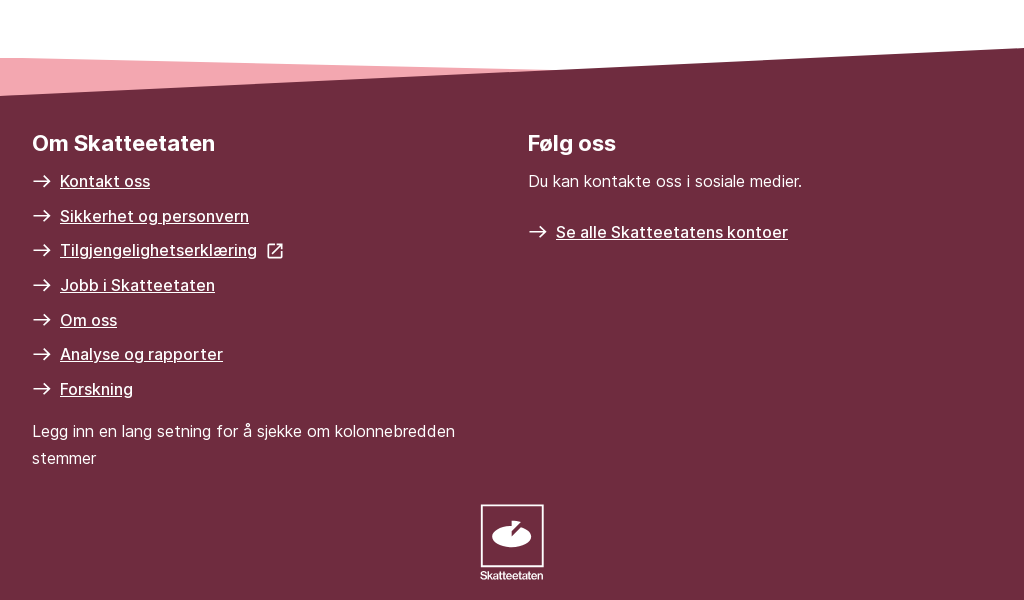 Om Skatteetaten
Kontakt oss
Sikkerhet og personvern
Tilgjengelighetserklæring
Jobb i Skatteetaten
Om oss
Analyse og rapporter
Forskning
Legg inn en lang setning for å sjekke om kolonnebredden
stemmer
Følg oss
Du kan kontakte oss i sosiale medier.
Se alle Skatteetatens kontoer
Skatteetaten